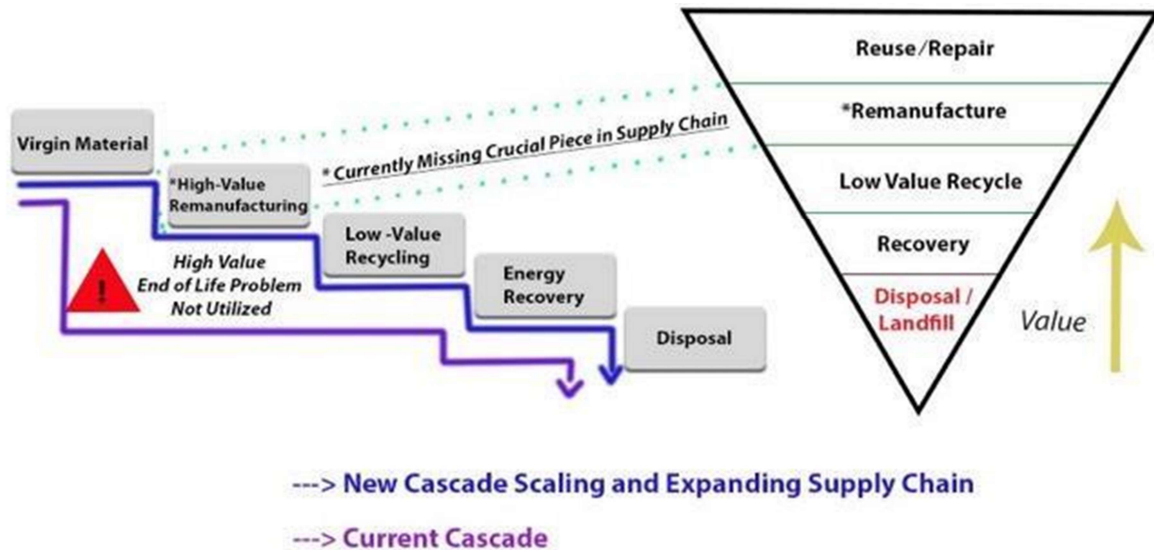 Virgin Material
*High-Value
Remanufacturing
* Currently Missing Crucial Piece in Supply Chain
Low -Value
Recycling
High Value
End of Life Problem
Not Utilized
!
Energy
Recovery
Disposal
Reuse/Repair
*Remanufacture
Low Value Recycle
Recovery
Disposal /
Landfill
Value
---> New Cascade Scaling and Expanding Supply Chain
---> Current Cascade